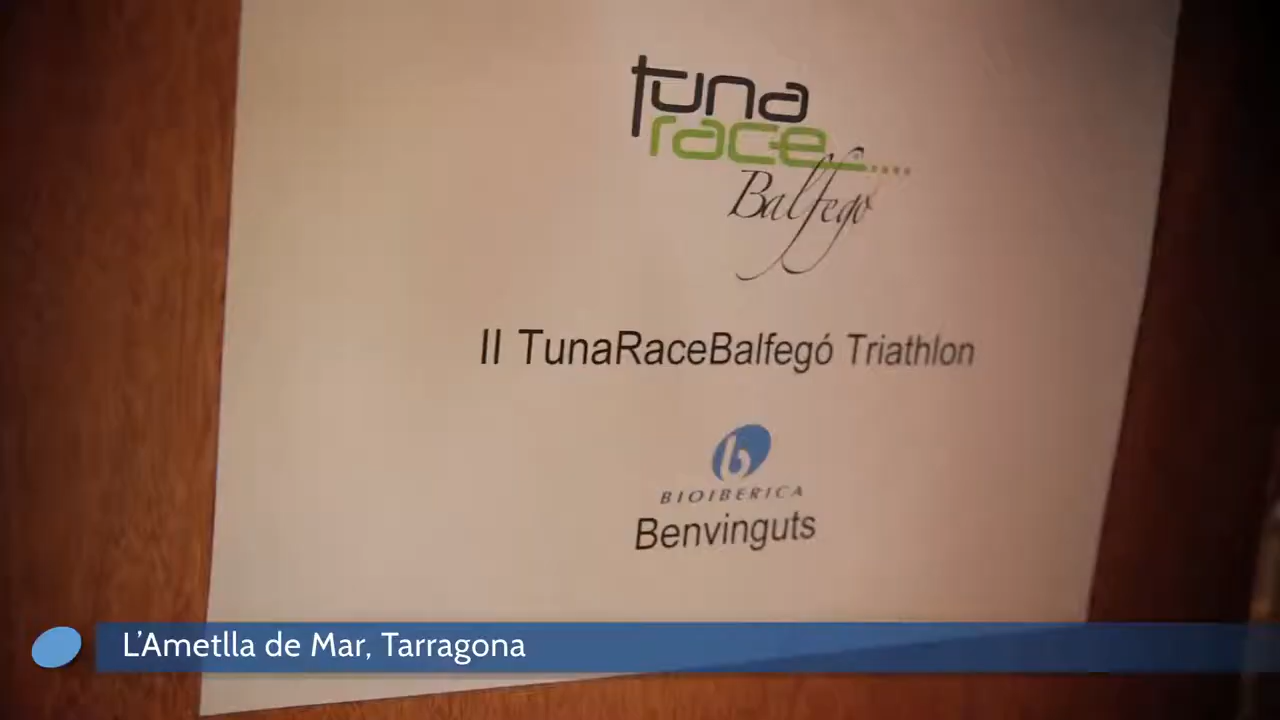 tuna
race
Balfegó
II TunaRaceBalfegó Triathlon
b
BIOIBERICA
Benvinguts
L'Ametlla de Mar, Tarragona